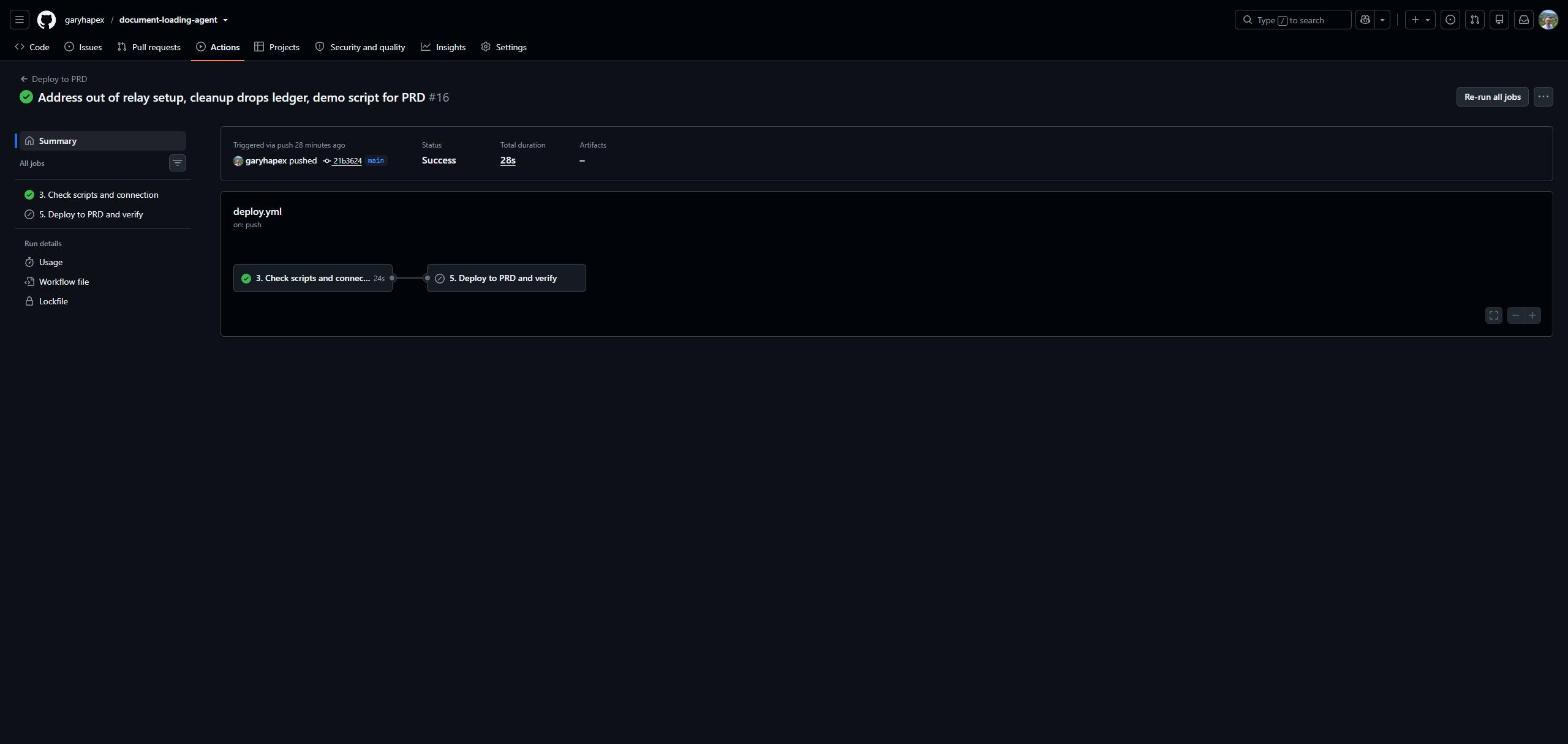 garyhapex / document-loading-agent
Type / to search
Code Issues Pull requests Actions Projects Security and quality Insights Settings
Deploy to PRD
Address out of relay setup, cleanup drops ledger, demo script for PRD #16
Re-run all jobs
Summary
All jobs
3. Check scripts and connection
5. Deploy to PRD and verify
Run details
Usage
Workflow file
Lockfile
Triggered via push 28 minutes ago
garyhapex pushed 21b3624 main
Status
Success
Total duration
28s
Artifacts
–
deploy.yml
on: push
3. Check scripts and connec... 24s
5. Deploy to PRD and verify